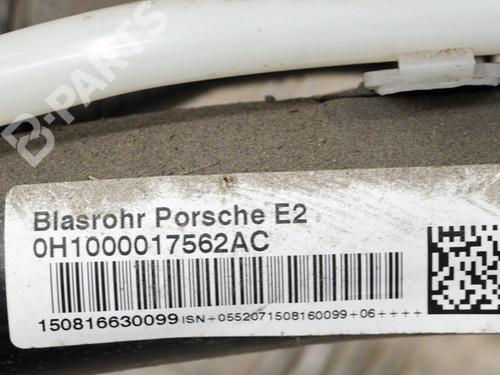 B-PARTS
Blasrohr Porsche E2
0H1000017562AC
150816630099 ISN+0552071508160099+06++++